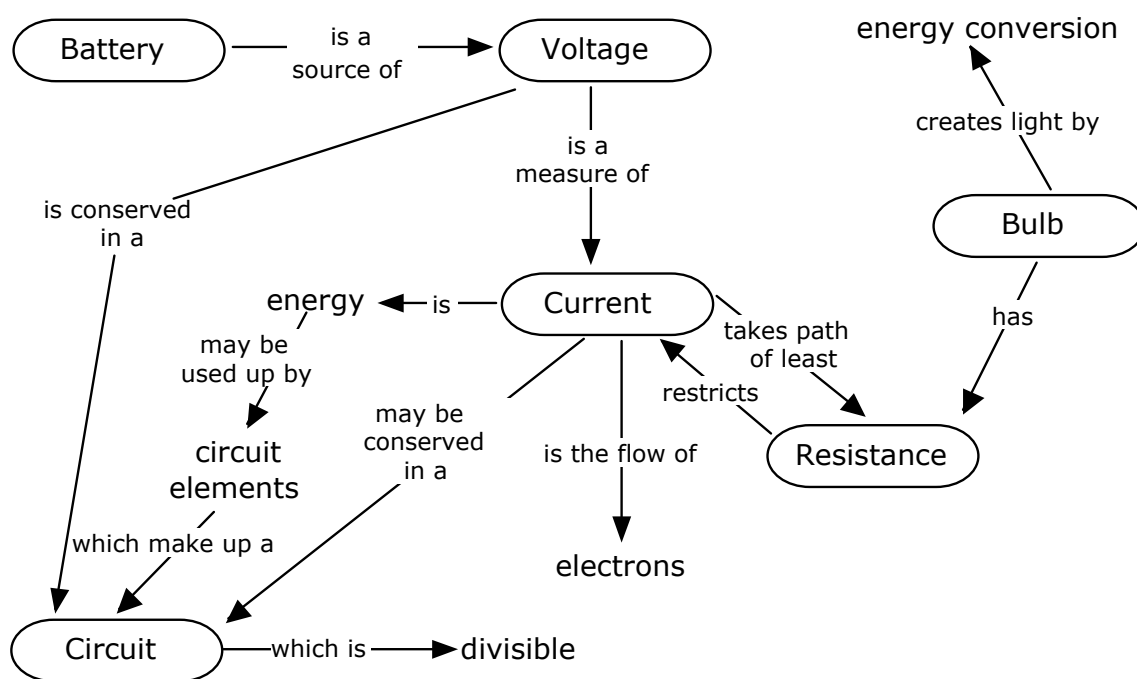 Battery
is a
source of
Voltage
energy conversion
creates light by
is a
measure of
is conserved
in a
Bulb
energy
is
Current
has
may be
used up by
takes path
of least
restricts
may be
conserved
in a
circuit
elements
is the flow of
Resistance
which make up a
electrons
Circuit
which is
divisible